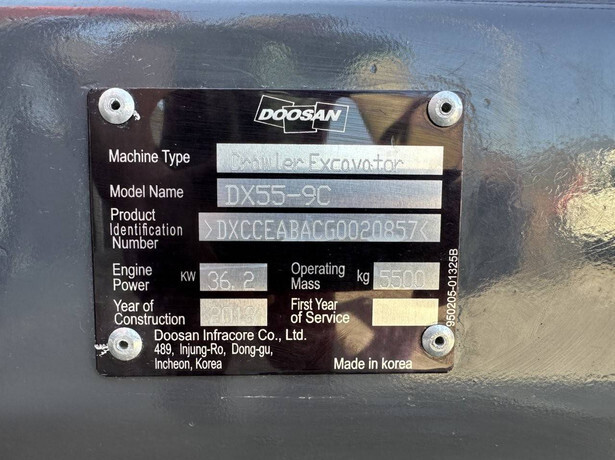 DOOSAN
Machine Type Crawler Excavator
Model Name DX55-9C
Product Identification Number >DXCCEABACG0020857<
Engine Power KW 36.2 Operating Mass kg 5500
Year of Construction First Year of Service
Doosan Infracore Co., Ltd.
489, Injung-Ro, Dong-gu,
Incheon, Korea
Made in korea
950205-01325B